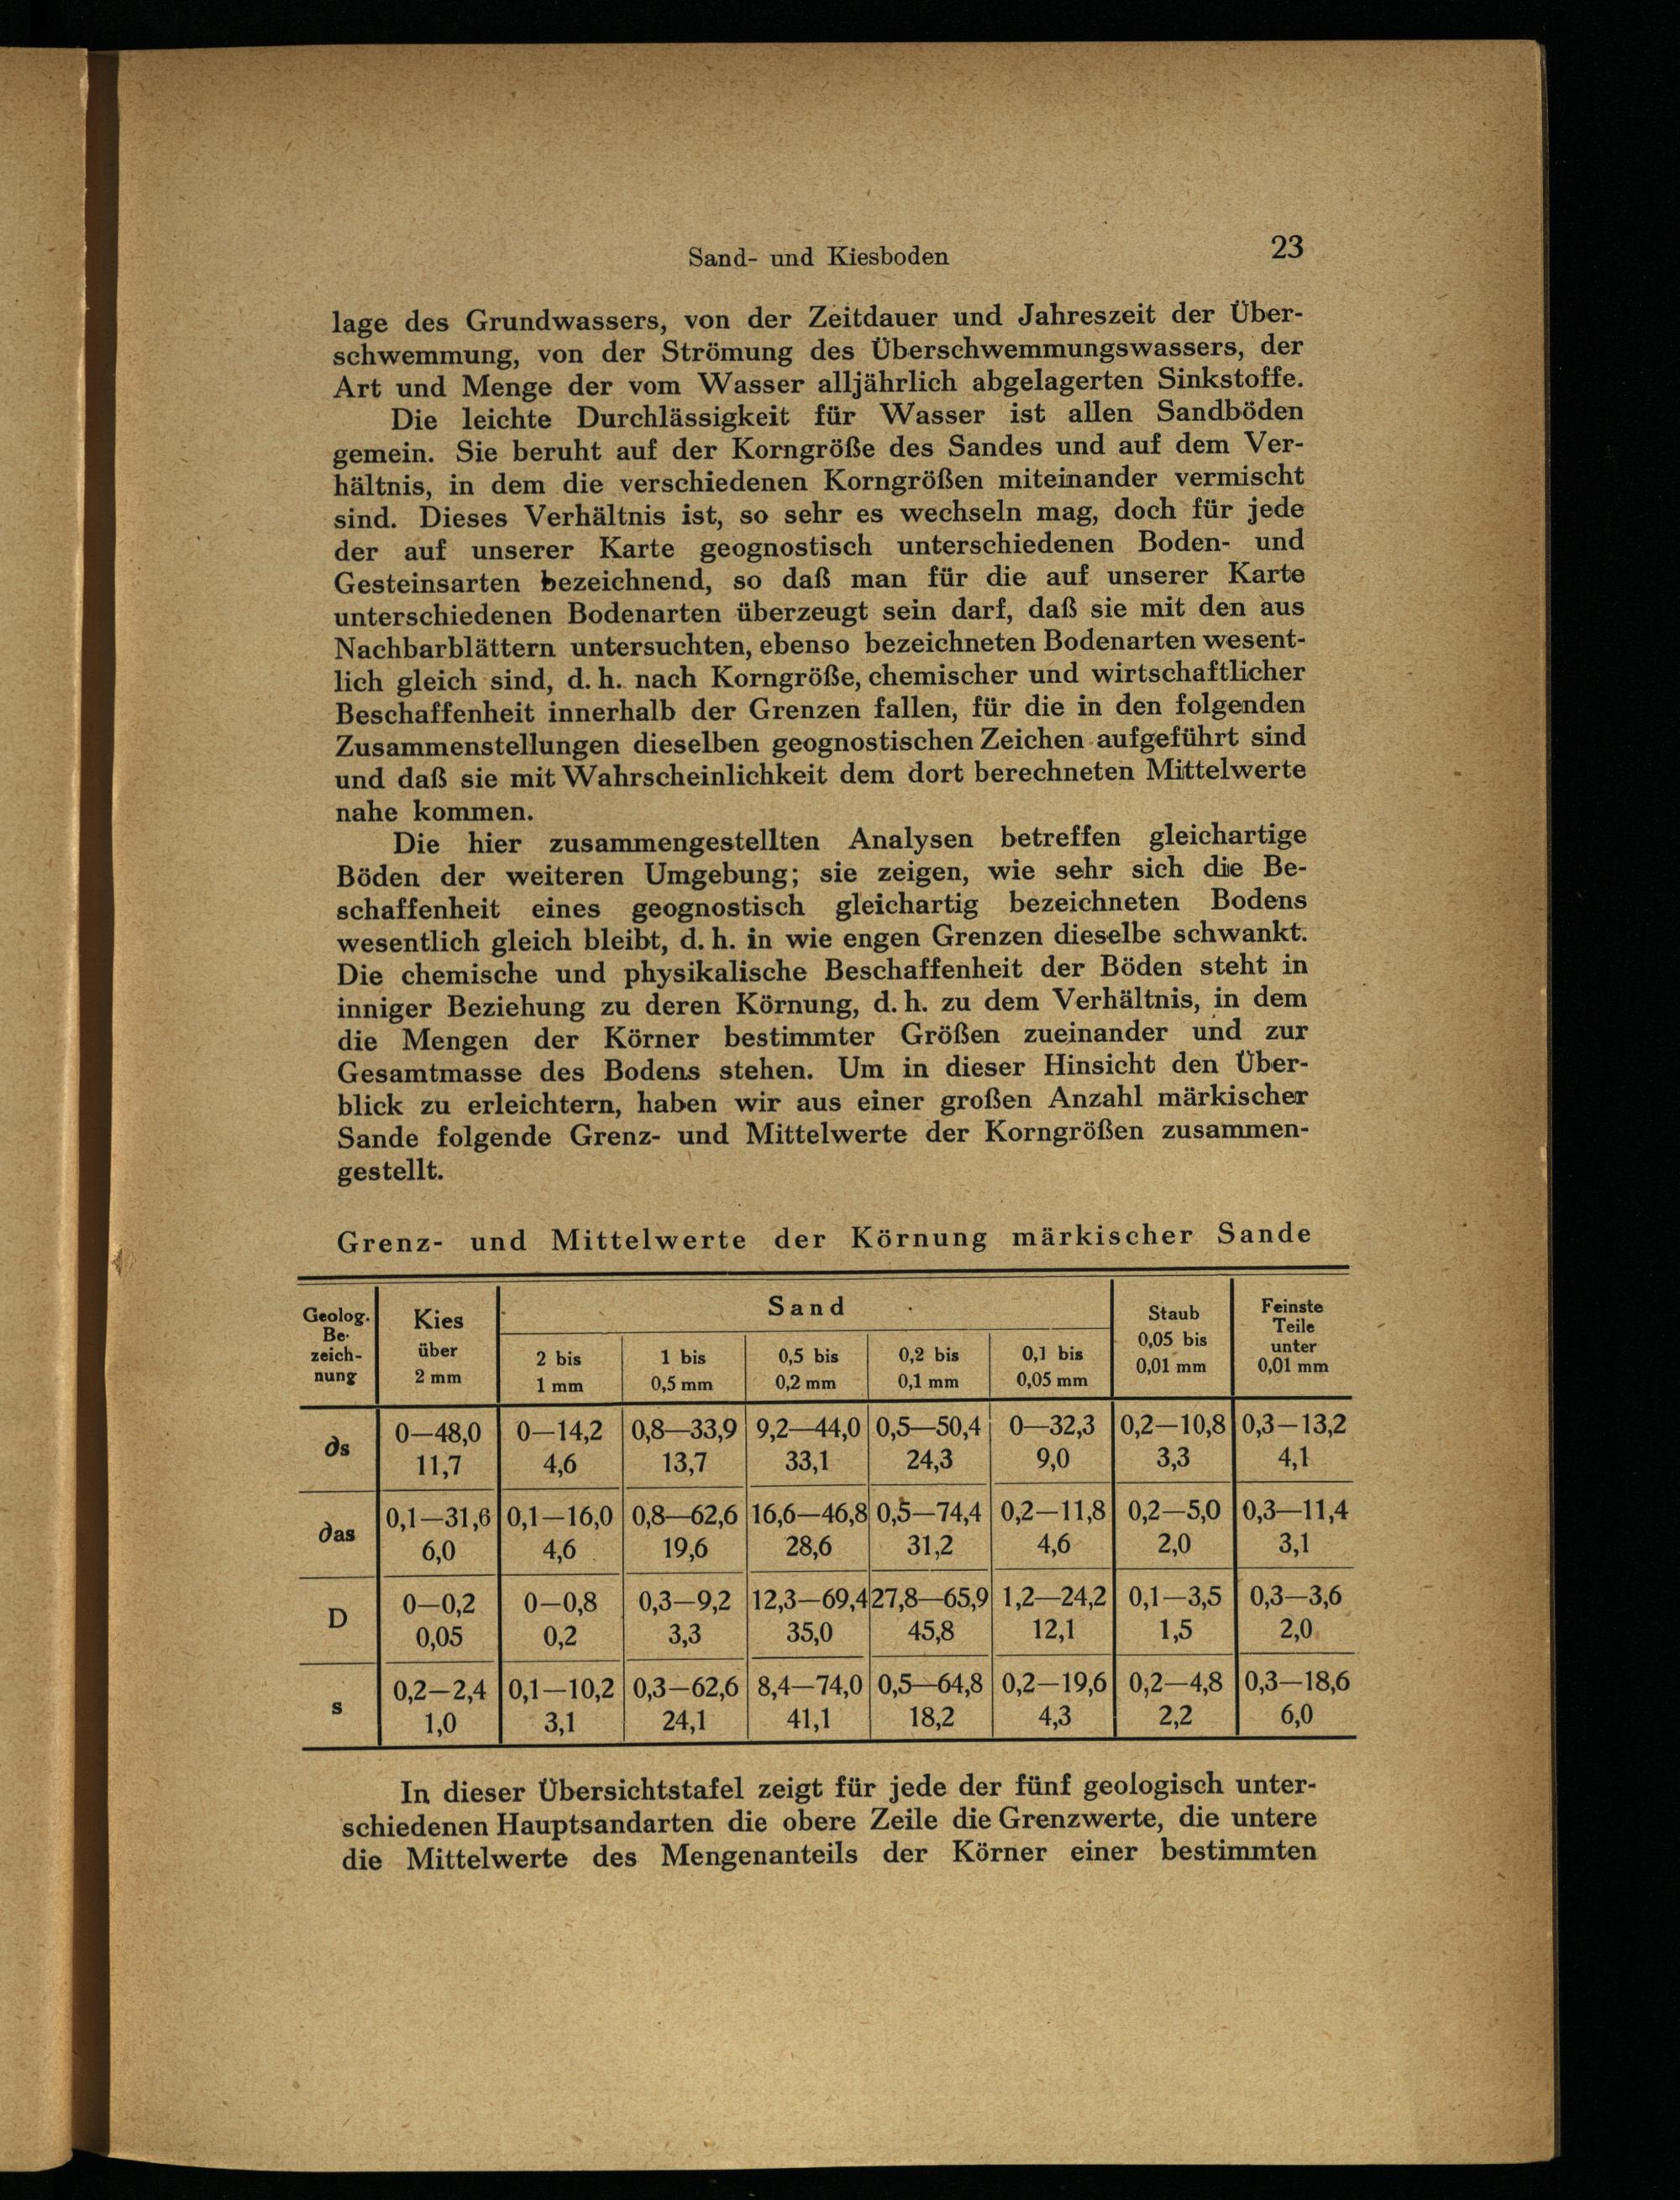 Sand- und Kiesboden 23
lage des Grundwassers, von der Zeitdauer und Jahreszeit der Über-
schwemmung, von der Strömung des Überschwemmungswassers, der
Art und Menge der vom Wasser alljährlich abgelagerten Sinkstoffe.
Die leichte Durchlässigkeit für Wasser ist allen Sandböden
gemein. Sie beruht auf der Korngröße des Sandes und auf dem Ver-
hältnis, in dem die verschiedenen Korngrößen miteinander vermischt
sind. Dieses Verhältnis ist, so sehr es wechseln mag, doch für jede
der auf unserer Karte geognostisch unterschiedenen Boden- und
Gesteinsarten bezeichnend, so daß man für die auf unserer Karte
unterschiedenen Bodenarten überzeugt sein darf, daß sie mit den aus
Nachbarblättern untersuchten, ebenso bezeichneten Bodenarten wesent-
lich gleich sind, d. h. nach Korngröße, chemischer und wirtschaftlicher
Beschaffenheit innerhalb der Grenzen fallen, für die in den folgenden
Zusammenstellungen dieselben geognostischen Zeichen aufgeführt sind
und daß sie mit Wahrscheinlichkeit dem dort berechneten Mittelwerte
nahe kommen.
Die hier zusammengestellten Analysen betreffen gleichartige
Böden der weiteren Umgebung; sie zeigen, wie sehr sich die Be-
schaffenheit eines geognostisch gleichartig bezeichneten Bodens
wesentlich gleich bleibt, d. h. in wie engen Grenzen dieselbe schwankt.
Die chemische und physikalische Beschaffenheit der Böden steht in
inniger Beziehung zu deren Körnung, d. h. zu dem Verhältnis, in dem
die Mengen der Körner bestimmter Größen zueinander und zur
Gesamtmasse des Bodens stehen. Um in dieser Hinsicht den Über-
blick zu erleichtern, haben wir aus einer großen Anzahl märkischer
Sande folgende Grenz- und Mittelwerte der Korngrößen zusammen-
gestellt.
Grenz- und Mittelwerte der Körnung märkischer Sande
Geolog.
Be-
zeich-
nung
Kies
über
2 mm
Sand
2 bis
1 mm
1 bis
0,5 mm
0,5 bis
0,2 mm
0,2 bis
0,1 mm
0,1 bis
0,05 mm
Staub
0,05 bis
0,01 mm
Feinste
Teile
unter
0,01 mm
∂s 0—48,0 0—14,2 0,8—33,9 9,2—44,0 0,5—50,4 0—32,3 0,2—10,8 0,3—13,2
11,7 4,6 13,7 33,1 24,3 9,0 3,3 4,1
∂as 0,1—31,6 0,1—16,0 0,8—62,6 16,6—46,8 0,5—74,4 0,2—11,8 0,2—5,0 0,3—11,4
6,0 4,6 19,6 28,6 31,2 4,6 2,0 3,1
D 0—0,2 0—0,8 0,3—9,2 12,3—69,4 27,8—65,9 1,2—24,2 0,1—3,5 0,3—3,6
0,05 0,2 3,3 35,0 45,8 12,1 1,5 2,0
s 0,2—2,4 0,1—10,2 0,3—62,6 8,4—74,0 0,5—64,8 0,2—19,6 0,2—4,8 0,3—18,6
1,0 3,1 24,1 41,1 18,2 4,3 2,2 6,0
In dieser Übersichtstafel zeigt für jede der fünf geologisch unter-
schiedenen Hauptsandarten die obere Zeile die Grenzwerte, die untere
die Mittelwerte des Mengenanteils der Körner einer bestimmten